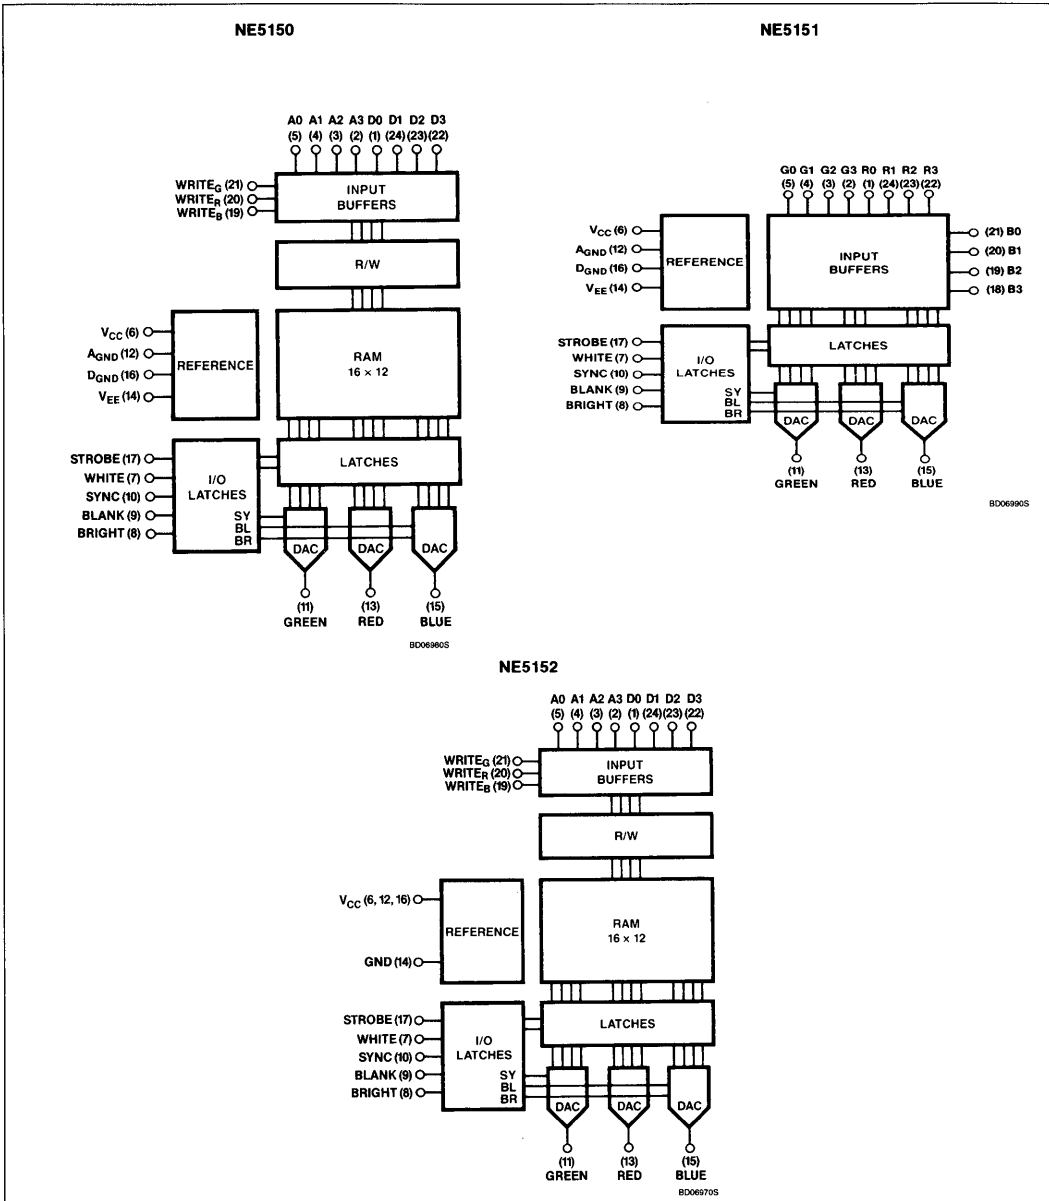 NE5150
A0 A1 A2 A3 D0 D1 D2 D3
(5) (4) (3) (2) (1) (24) (23) (22)
WRITEG (21)
WRITER (20)
WRITEB (19)
INPUT
BUFFERS
R/W
VCC (6)
AGND (12)
DGND (16)
VEE (14)
REFERENCE
RAM
16 × 12
STROBE (17)
WHITE (7)
SYNC (10)
BLANK (9)
BRIGHT (8)
I/O
LATCHES
SY
BL
BR
LATCHES
DAC DAC DAC
(11) (13) (15)
GREEN RED BLUE
BD06980S
NE5151
G0 G1 G2 G3 R0 R1 R2 R3
(5) (4) (3) (2) (1) (24) (23) (22)
VCC (6)
AGND (12)
DGND (16)
VEE (14)
REFERENCE
INPUT
BUFFERS
(21) B0
(20) B1
(19) B2
(18) B3
STROBE (17)
WHITE (7)
SYNC (10)
BLANK (9)
BRIGHT (8)
I/O
LATCHES
SY
BL
BR
LATCHES
DAC DAC DAC
(11) (13) (15)
GREEN RED BLUE
BD06990S
NE5152
A0 A1 A2 A3 D0 D1 D2 D3
(5) (4) (3) (2) (1) (24) (23) (22)
WRITEG (21)
WRITER (20)
WRITEB (19)
INPUT
BUFFERS
R/W
VCC (6, 12, 16)
GND (14)
REFERENCE
RAM
16 × 12
STROBE (17)
WHITE (7)
SYNC (10)
BLANK (9)
BRIGHT (8)
I/O
LATCHES
SY
BL
BR
LATCHES
DAC DAC DAC
(11) (13) (15)
GREEN RED BLUE
BD06970S